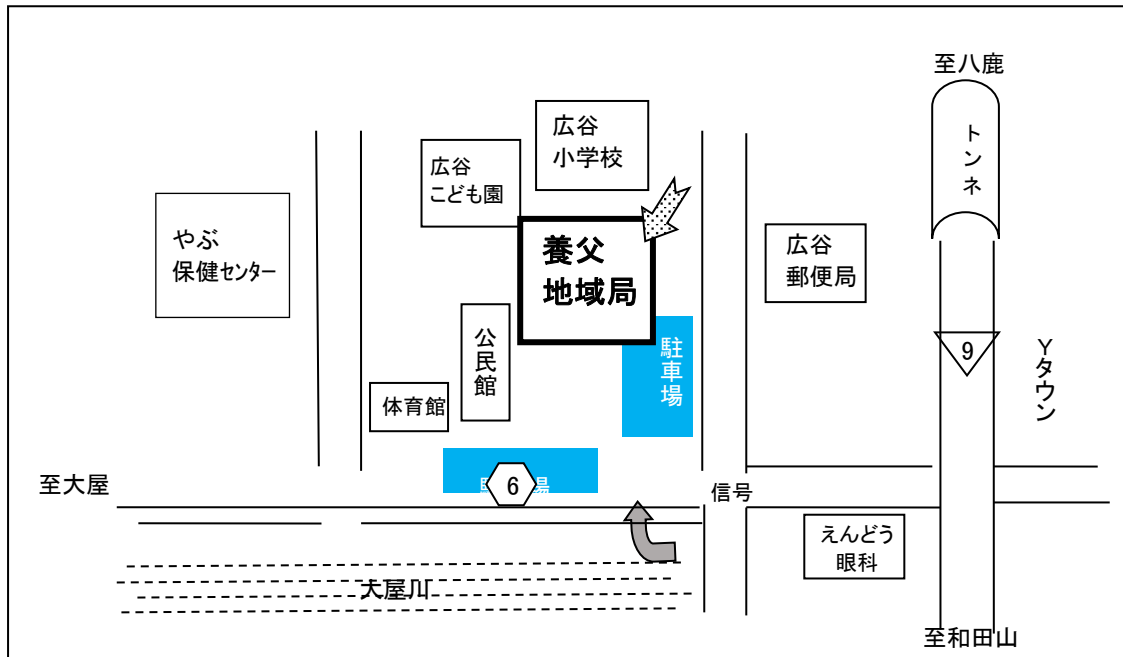 至八鹿
トンネ
広谷
小学校
広谷
こども園
やぶ
保健センター
養父
地域局
広谷
郵便局
公民館
駐車場
9
Yタウン
体育館
至大屋
6
場
信号
えんどう
眼科
大屋川
至和田山